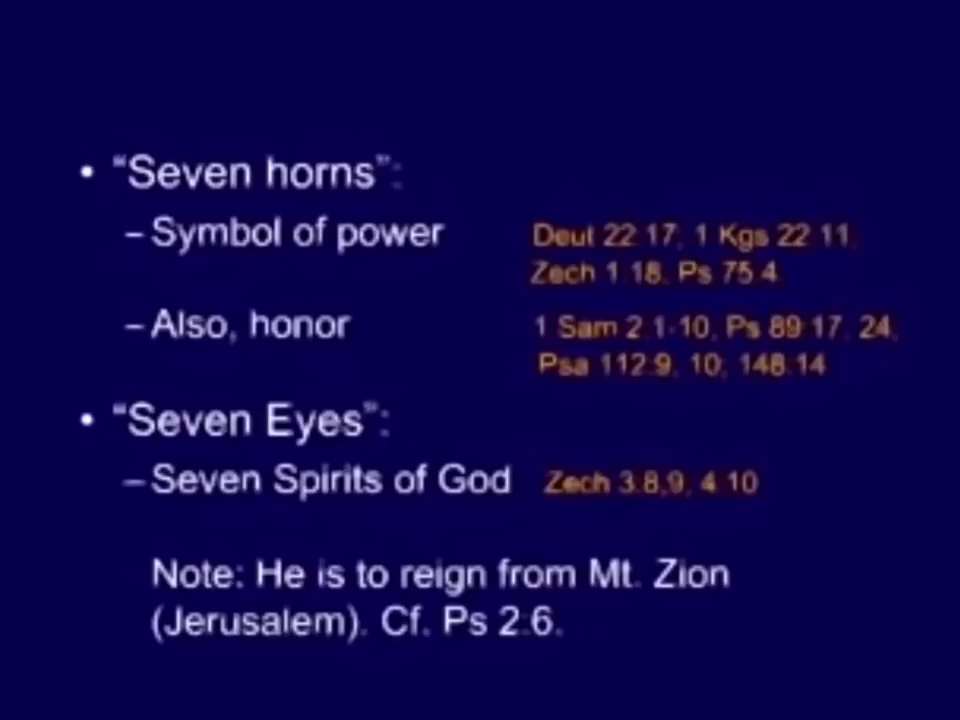 • “Seven horns”:
– Symbol of power Deut 22:17; 1 Kgs 22:11;
Zech 1:18; Ps 75:4.
– Also, honor 1 Sam 2:1-10; Ps 89:17, 24;
Psa 112:9, 10; 148:14
• “Seven Eyes”:
– Seven Spirits of God Zech 3:8,9; 4:10
Note: He is to reign from Mt. Zion
(Jerusalem). Cf. Ps 2:6.